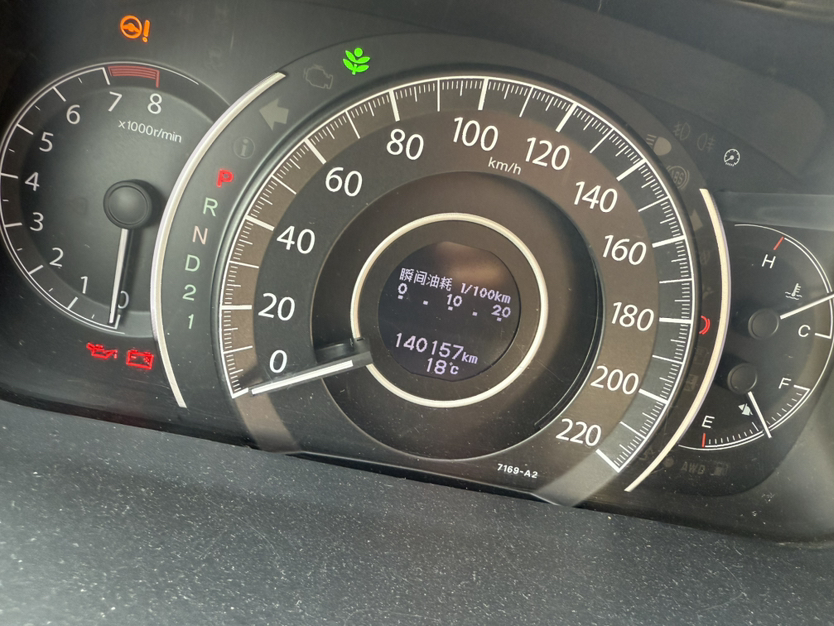 8
7
6
5
4
3
2
1
0
x1000r/min
P
R
N
D
2
1
0
20
40
60
80
100
120
140
160
180
200
220
km/h
瞬间油耗 1/100km
0 - 10 - 20
140157km
18℃
7169-A2
H
C
F
E
AWD